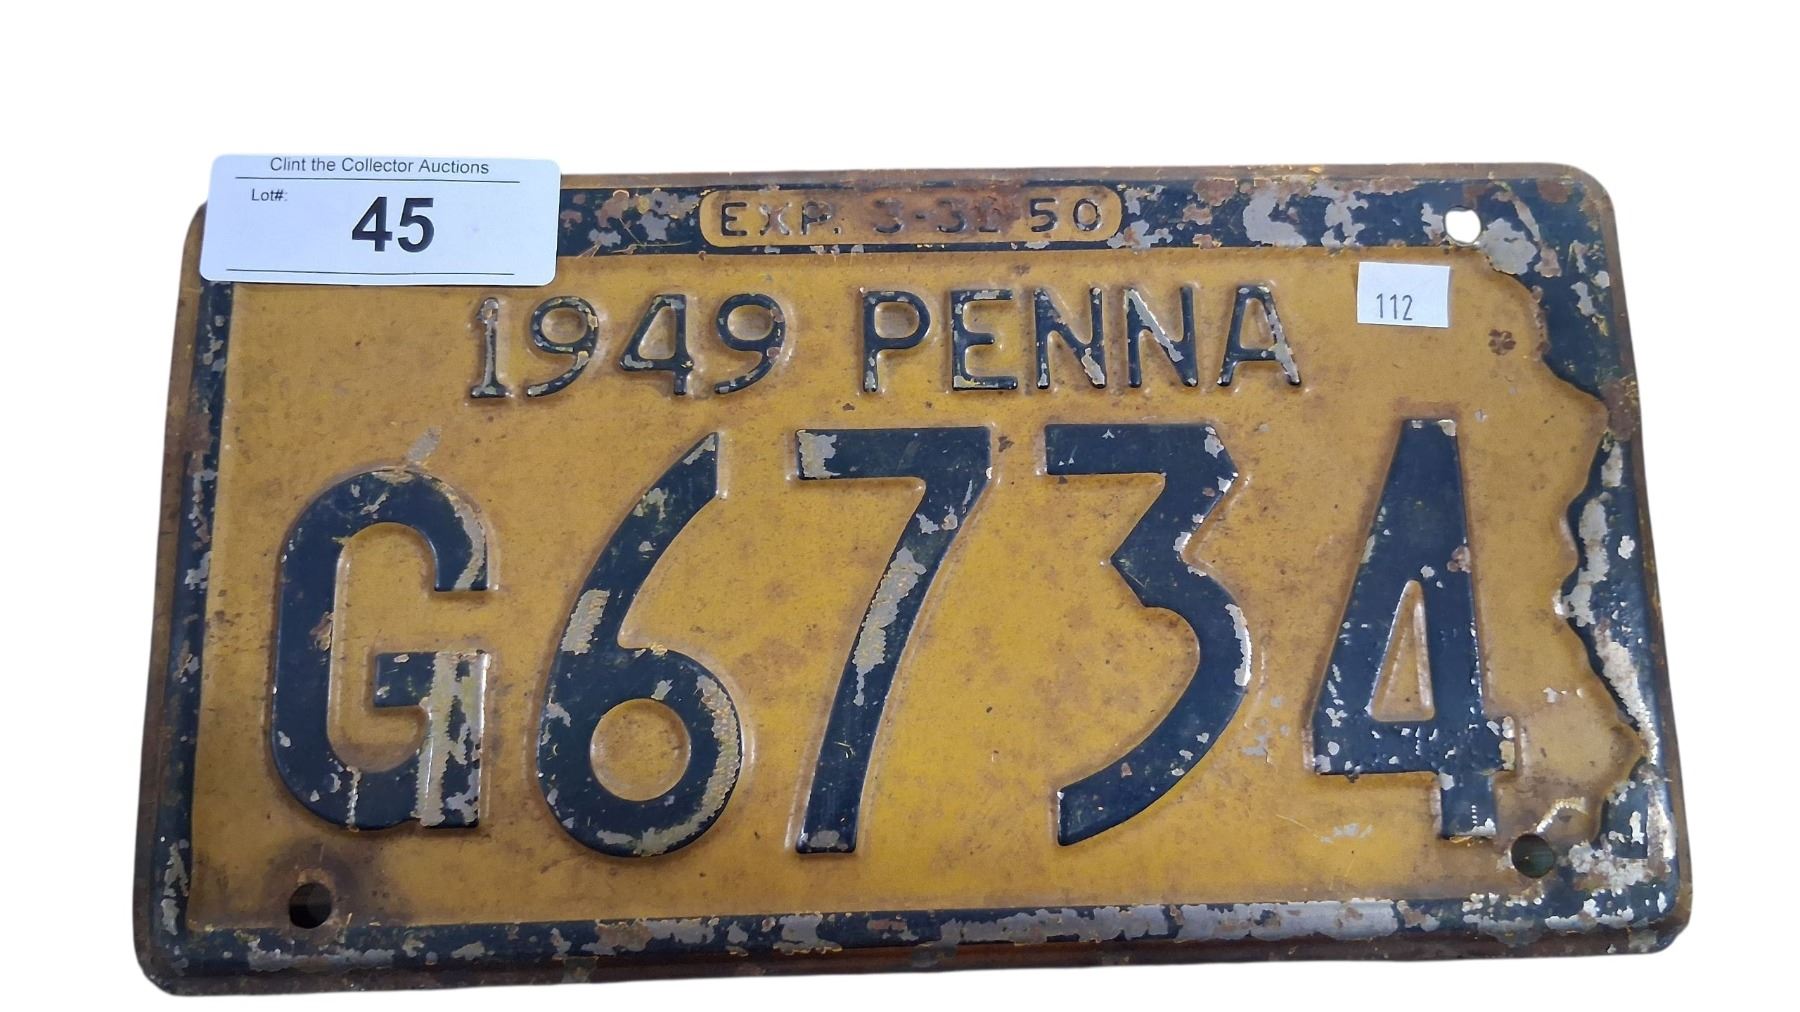 Clint the Collector Auctions
Lot#:
45
EXP. 3-31 50
1949 PENNA
112
G6734